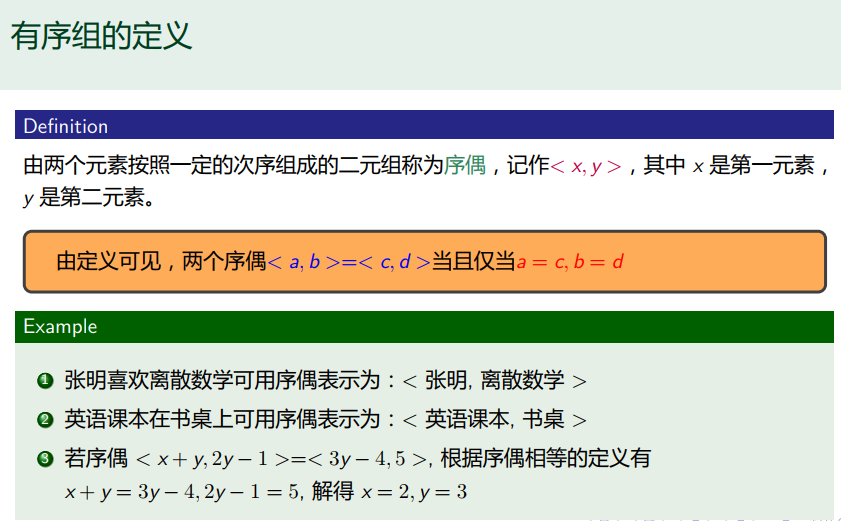 有序组的定义
Definition
由两个元素按照一定的次序组成的二元组称为序偶，记作< x, y >，其中 x 是第一元素，
y 是第二元素。
由定义可见，两个序偶< a, b >=< c, d >当且仅当a = c, b = d
Example
1 张明喜欢离散数学可用序偶表示为：< 张明, 离散数学 >
2 英语课本在书桌上可用序偶表示为：< 英语课本, 书桌 >
3 若序偶 < x + y, 2y − 1 >=< 3y − 4, 5 >, 根据序偶相等的定义有
x + y = 3y − 4, 2y − 1 = 5, 解得 x = 2, y = 3